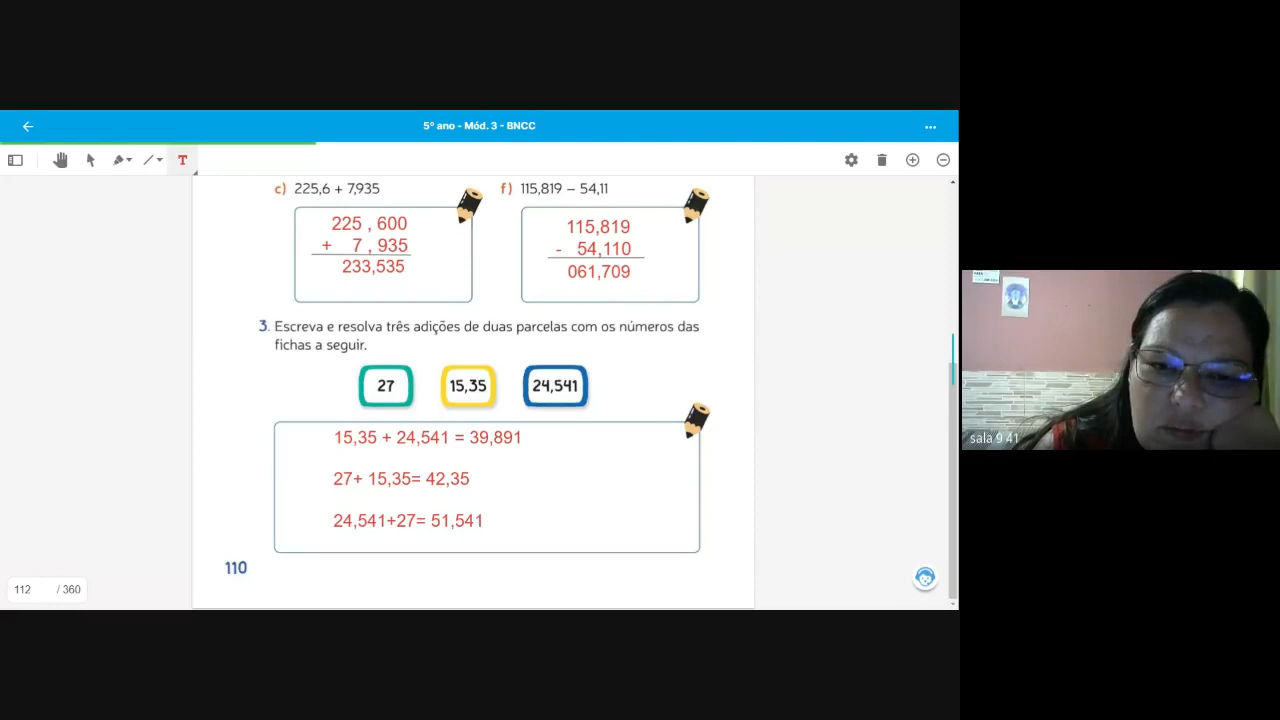 5º ano - Mód. 3 - BNCC
T
c) 225,6 + 7,935
225 , 600
+ 7 , 935
233,535
f) 115,819 – 54,11
115,819
- 54,110
061,709
3. Escreva e resolva três adições de duas parcelas com os números das
fichas a seguir.
27
15,35
24,541
15,35 + 24,541 = 39,891
27+ 15,35= 42,35
24,541+27= 51,541
110
112 / 360
sala 9 41